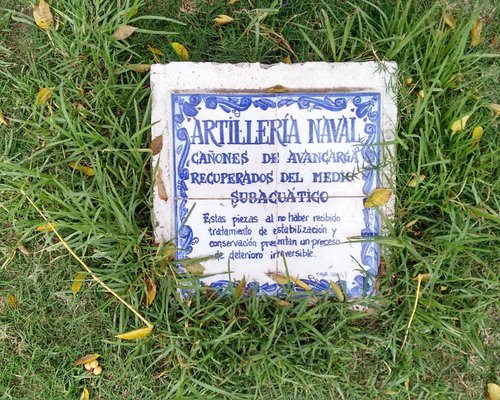 ARTILLERÍA NAVAL
CAÑONES DE AVANCARGA
RECUPERADOS DEL MEDIO
SUBACUÁTICO
Estas piezas al no haber recibido
tratamiento de estabilización y
conservación presentan un proceso
de deterioro irreversible.